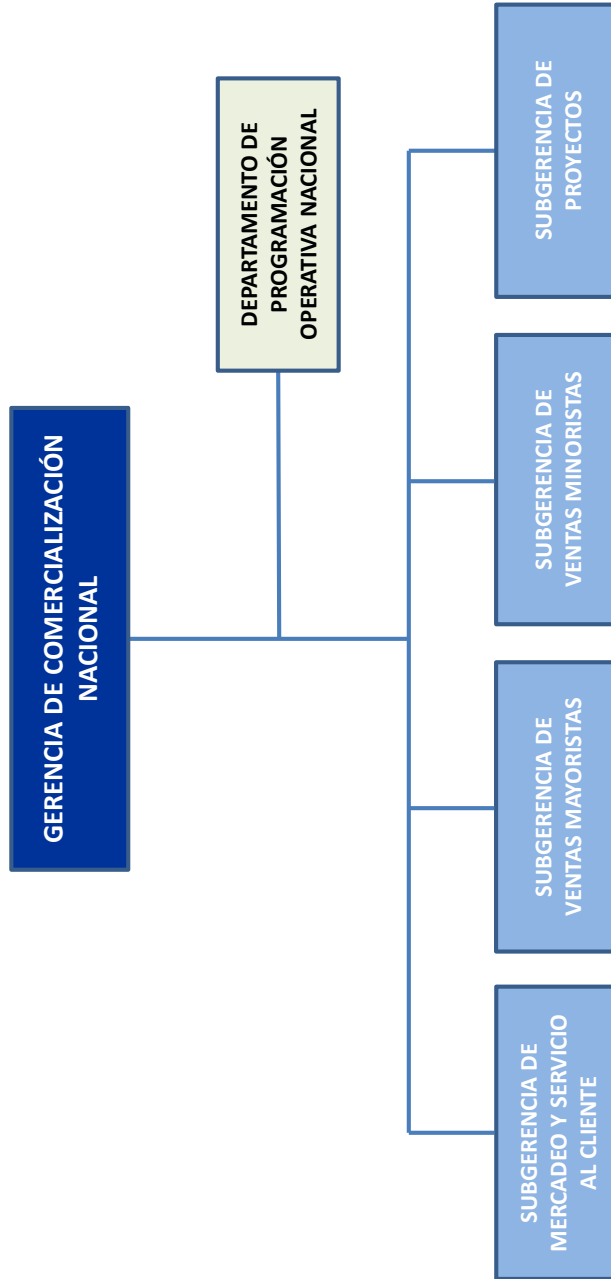 GERENCIA DE COMERCIALIZACIÓN
NACIONAL
DEPARTAMENTO DE
PROGRAMACIÓN
OPERATIVA NACIONAL
SUBGERENCIA DE
MERCADEO Y SERVICIO
AL CLIENTE
SUBGERENCIA DE
VENTAS MAYORISTAS
SUBGERENCIA DE
VENTAS MINORISTAS
SUBGERENCIA DE
PROYECTOS